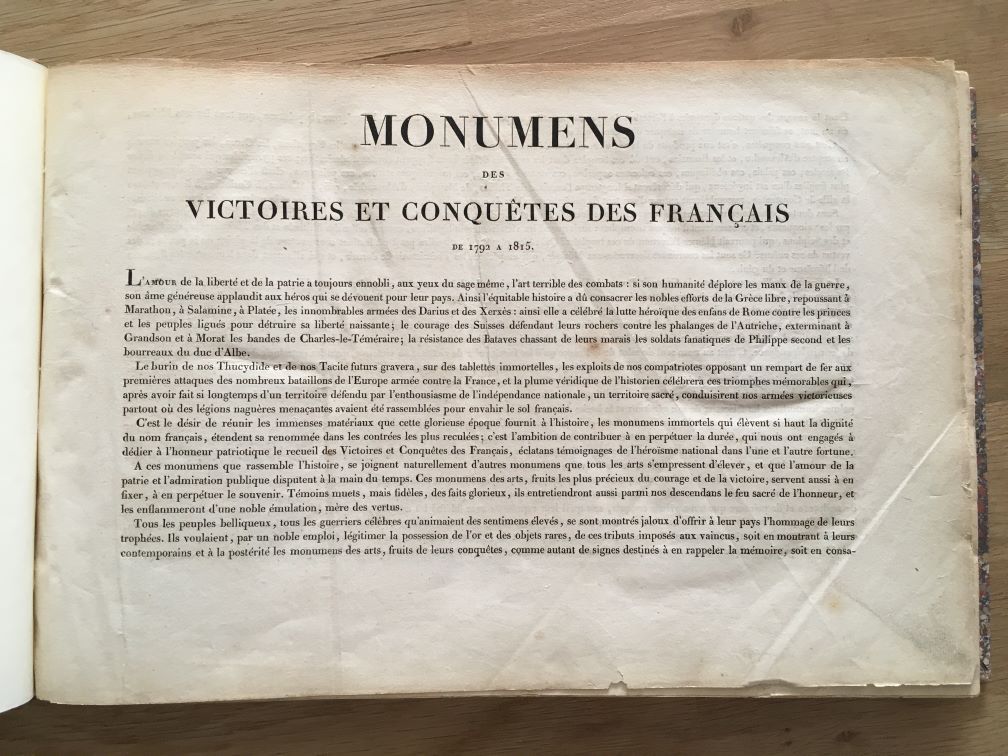 MONUMENS
DES
VICTOIRES ET CONQUÊTES DES FRANÇAIS
DE 1792 A 1815.
L'AMOUR de la liberté et de la patrie a toujours ennobli, aux yeux du sage même, l'art terrible des combats : si son humanité déplore les maux de la guerre,
son âme généreuse applaudit aux héros qui se dévouent pour leur pays. Ainsi l'équitable histoire a dû consacrer les nobles efforts de la Grèce libre, repoussant à
Marathon, à Salamine, à Platée, les innombrables armées des Darius et des Xerxès : ainsi elle a célébré la lutte héroïque des enfans de Rome contre les princes
et les peuples ligués pour détruire sa liberté naissante; le courage des Suisses défendant leurs rochers contre les phalanges de l'Autriche, exterminant à
Grandson et à Morat les bandes de Charles-le-Téméraire; la résistance des Bataves chassant de leurs marais les soldats fanatiques de Philippe second et les
bourreaux du duc d'Albe.
Le burin de nos Thucydide et de nos Tacite futurs gravera, sur des tablettes immortelles, les exploits de nos compatriotes opposant un rempart de fer aux
premières attaques des nombreux bataillons de l'Europe armée contre la France, et la plume véridique de l'historien célébrera ces triomphes mémorables qui,
après avoir fait si longtemps d'un territoire défendu par l'enthousiasme de l'indépendance nationale, un territoire sacré, conduisirent nos armées victorieuses
partout où des légions naguères menaçantes avaient été rassemblées pour envahir le sol français.
C'est le désir de réunir les immenses matériaux que cette glorieuse époque fournit à l'histoire, les monumens immortels qui élèvent si haut la dignité
du nom français, étendent sa renommée dans les contrées les plus reculées; c'est l'ambition de contribuer à en perpétuer la durée, qui nous ont engagés à
dédier à l'honneur patriotique le recueil des Victoires et Conquêtes des Français, éclatans témoignages de l'héroïsme national dans l'une et l'autre fortune.
A ces monumens que rassemble l'histoire, se joignent naturellement d'autres monumens que tous les arts s'empressent d'élever, et que l'amour de la
patrie et l'admiration publique disputent à la main du temps. Ces monumens des arts, fruits les plus précieux du courage et de la victoire, servent aussi à en
fixer, à en perpétuer le souvenir. Témoins muets, mais fidèles, des faits glorieux, ils entretiendront aussi parmi nos descendans le feu sacré de l'honneur, et
les enflammeront d'une noble émulation, mère des vertus.
Tous les peuples belliqueux, tous les guerriers célèbres qu'animaient des sentimens élevés, se sont montrés jaloux d'offrir à leur pays l'hommage de leurs
trophées. Ils voulaient, par un noble emploi, légitimer la possession de l'or et des objets rares, de ces tributs imposés aux vaincus, soit en montrant à leurs
contemporains et à la postérité les monumens des arts, fruits de leurs conquêtes, comme autant de signes destinés à en rappeler la mémoire, soit en consa-